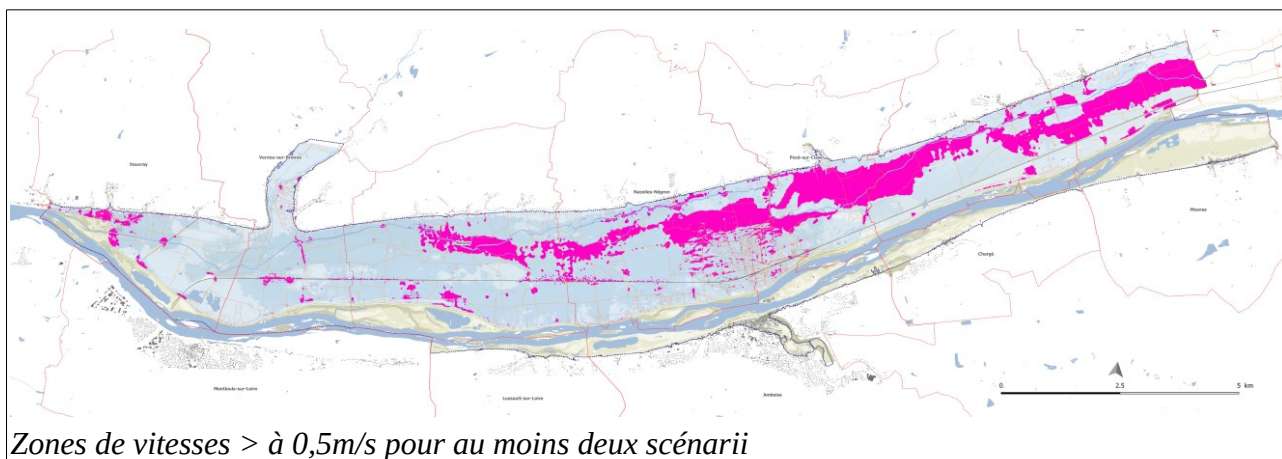 Limeray
Vouvray
Vernou-sur-Brenne
Pocé-sur-Cisse
Nazelles-Négron
Mosnes
Chargé
Montlouis-sur-Loire
Lussault-sur-Loire
Amboise
0 2.5 5 km
Zones de vitesses > à 0,5m/s pour au moins deux scénarii